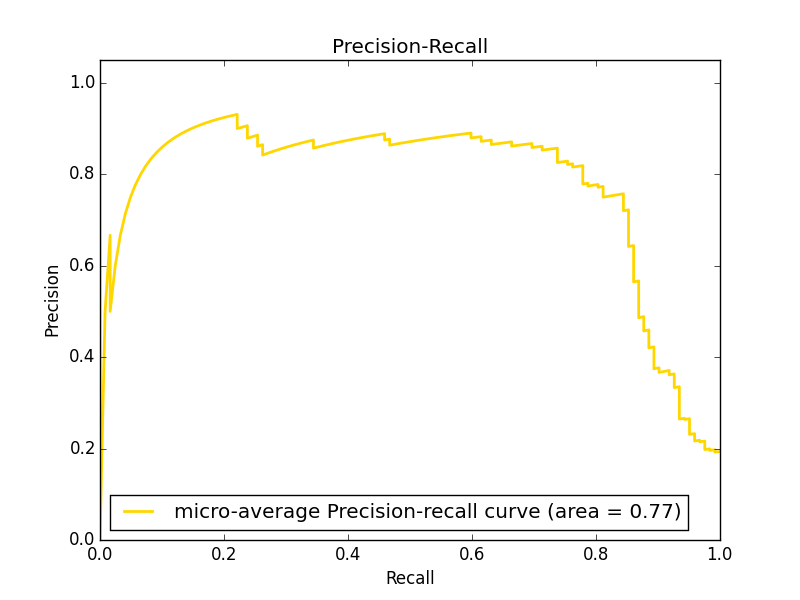 Precision-Recall
1.0
0.8
0.6
0.4
0.2
0.0
Precision
micro-average Precision-recall curve (area = 0.77)
0.0 0.2 0.4 0.6 0.8 1.0
Recall